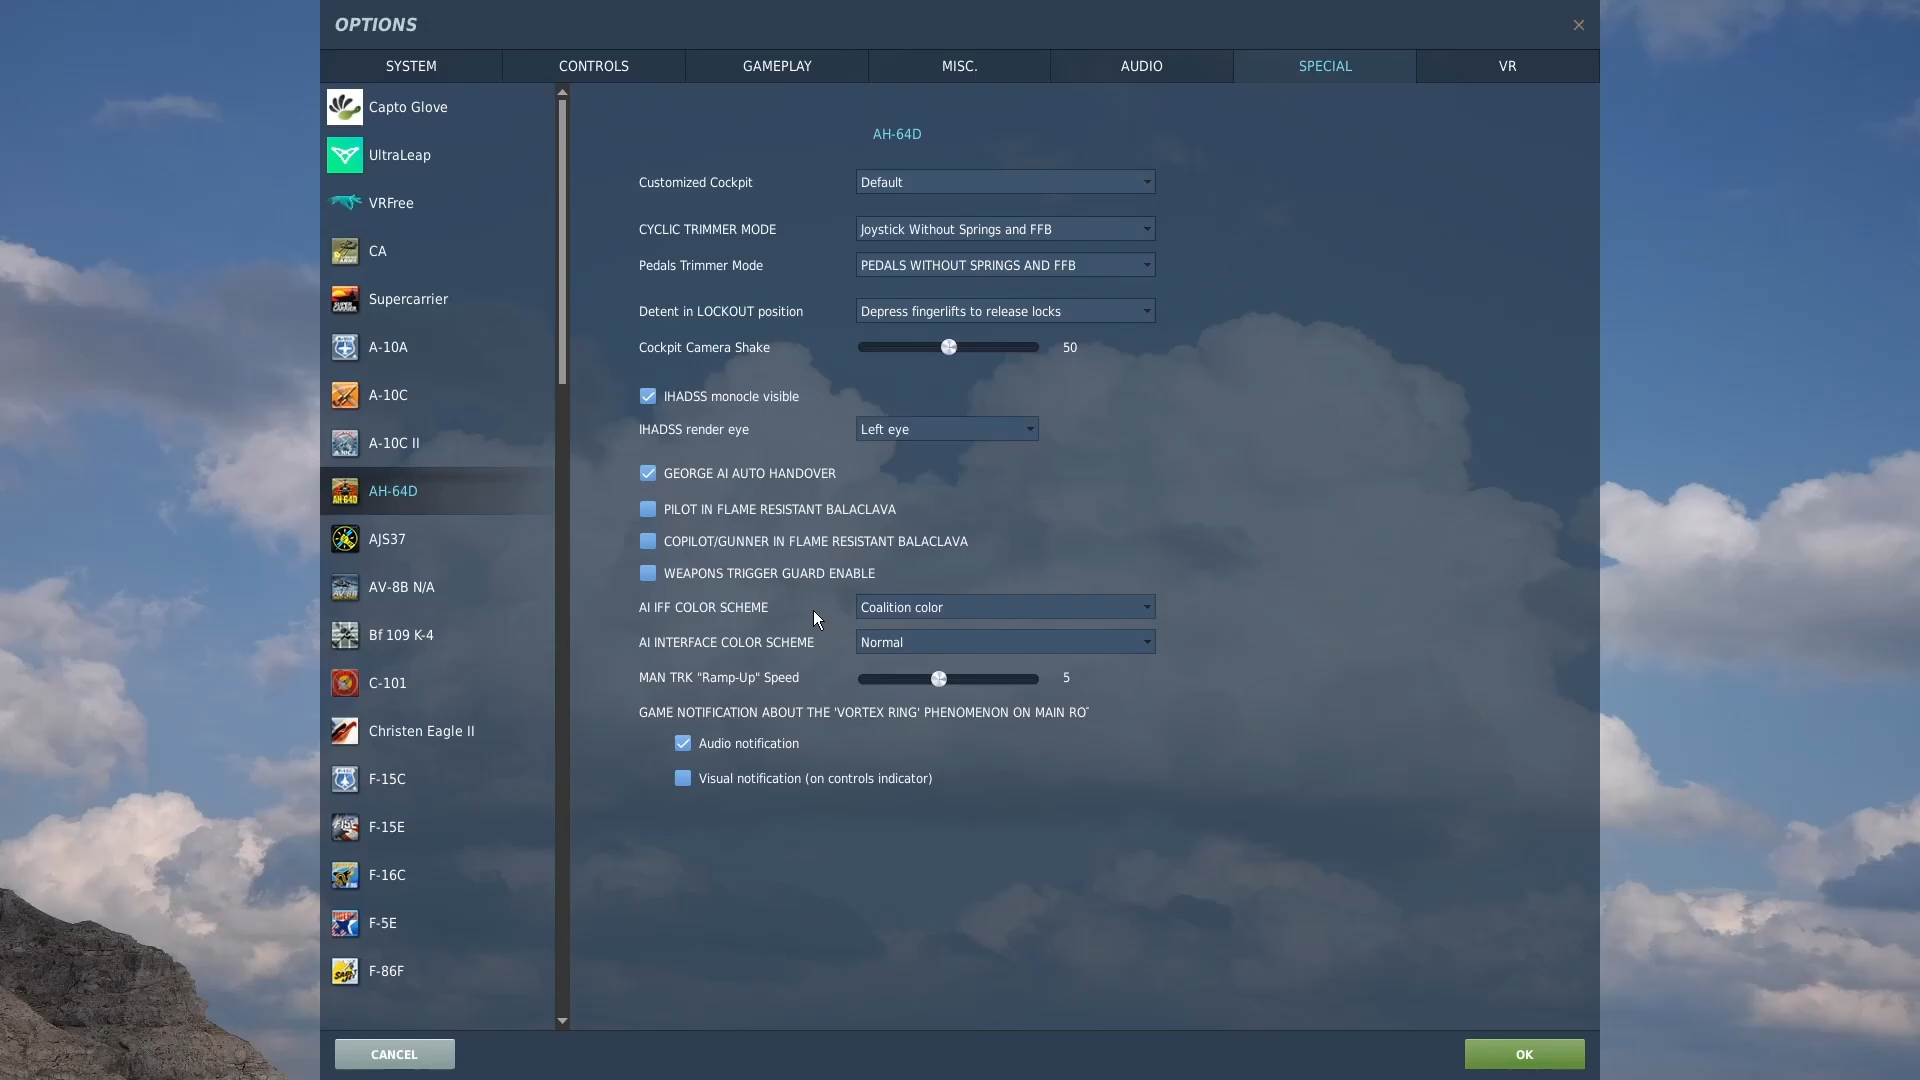 OPTIONS
SYSTEM CONTROLS GAMEPLAY MISC. AUDIO SPECIAL VR
Capto Glove
UltraLeap
VRFree
CA
Supercarrier
A-10A
A-10C
A-10C II
AH-64D
AJS37
AV-8B N/A
Bf 109 K-4
C-101
Christen Eagle II
F-15C
F-15E
F-16C
F-5E
F-86F
AH-64D
Customized Cockpit Default
CYCLIC TRIMMER MODE Joystick Without Springs and FFB
Pedals Trimmer Mode PEDALS WITHOUT SPRINGS AND FFB
Detent in LOCKOUT position Depress fingerlifts to release locks
Cockpit Camera Shake 50
IHADSS monocle visible
IHADSS render eye Left eye
GEORGE AI AUTO HANDOVER
PILOT IN FLAME RESISTANT BALACLAVA
COPILOT/GUNNER IN FLAME RESISTANT BALACLAVA
WEAPONS TRIGGER GUARD ENABLE
AI IFF COLOR SCHEME Coalition color
AI INTERFACE COLOR SCHEME Normal
MAN TRK "Ramp-Up" Speed 5
GAME NOTIFICATION ABOUT THE 'VORTEX RING' PHENOMENON ON MAIN RO
Audio notification
Visual notification (on controls indicator)
CANCEL OK